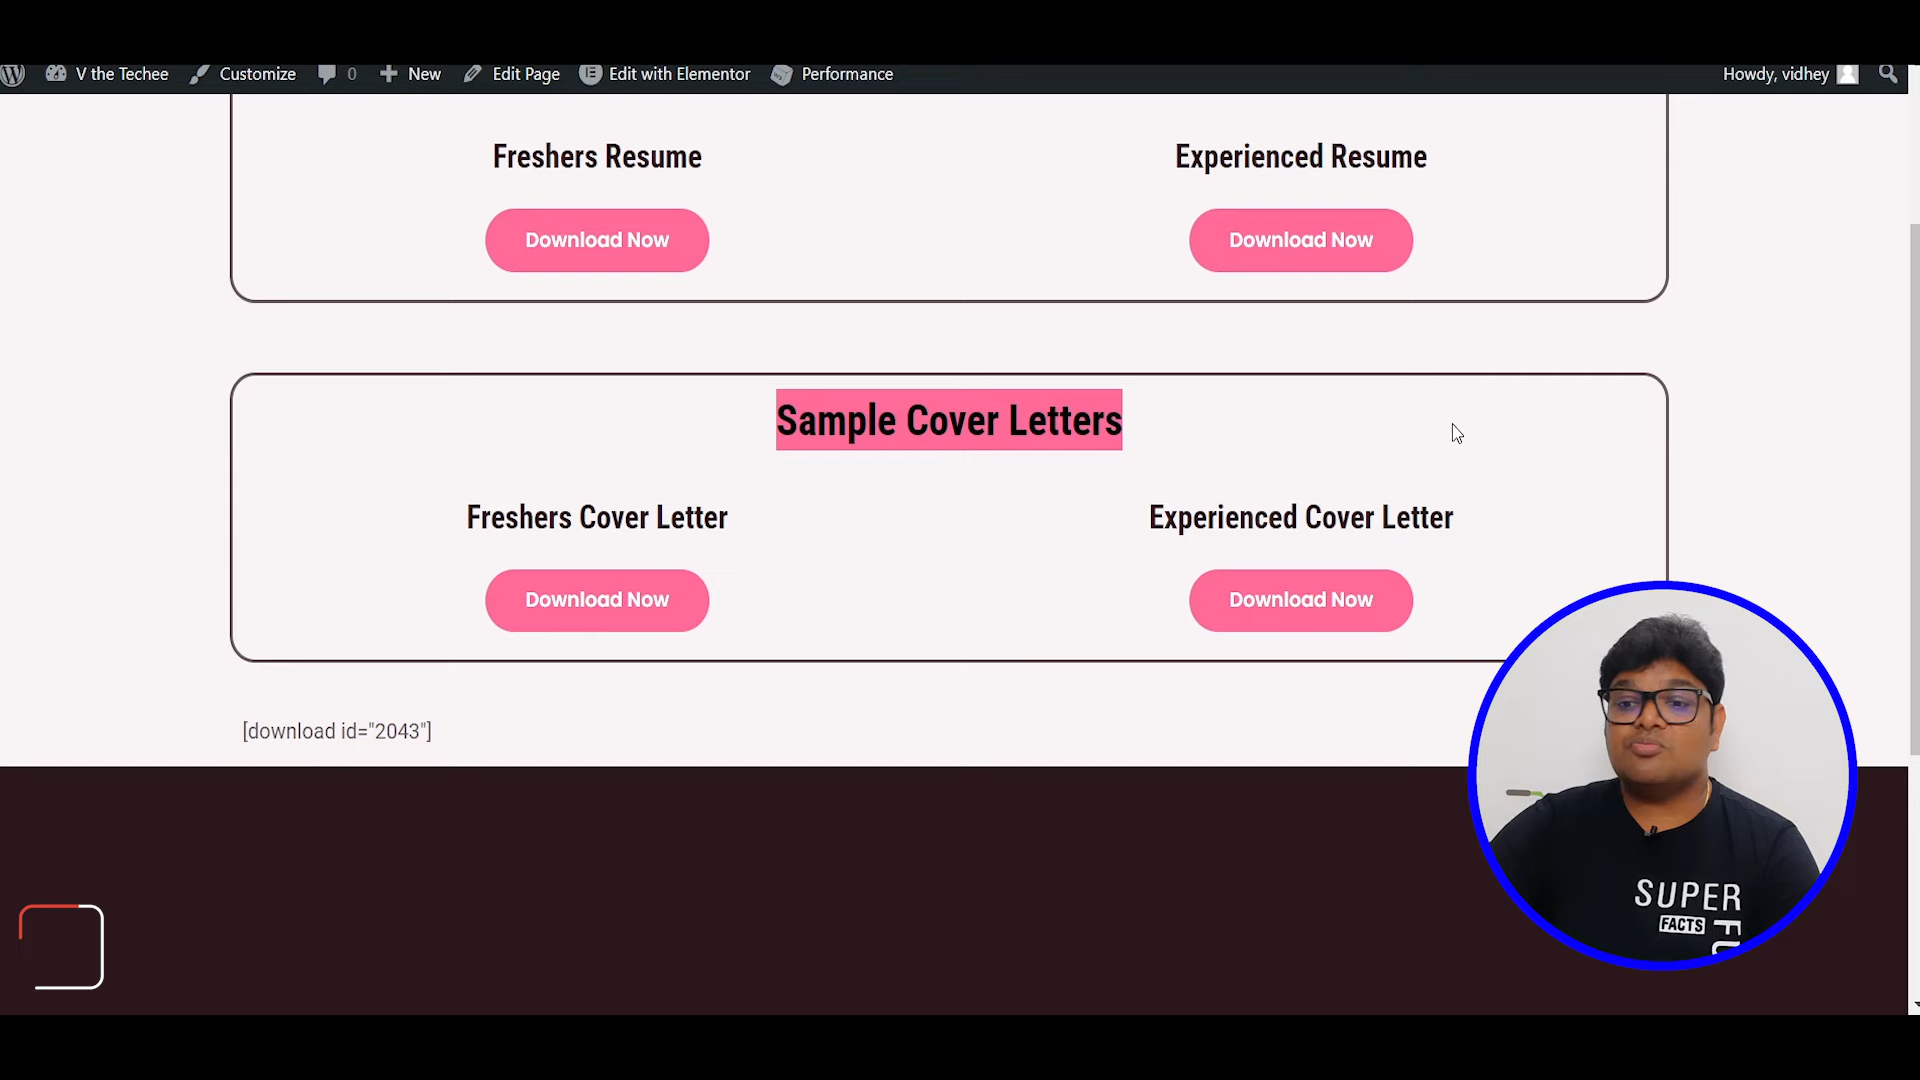 V the Techee Customize 0 New Edit Page Edit with Elementor Performance Howdy, vidhey
Freshers Resume Experienced Resume
Download Now Download Now
Sample Cover Letters
Freshers Cover Letter Experienced Cover Letter
Download Now Download Now
[download id="2043"]
SUPER
FACTS
FU